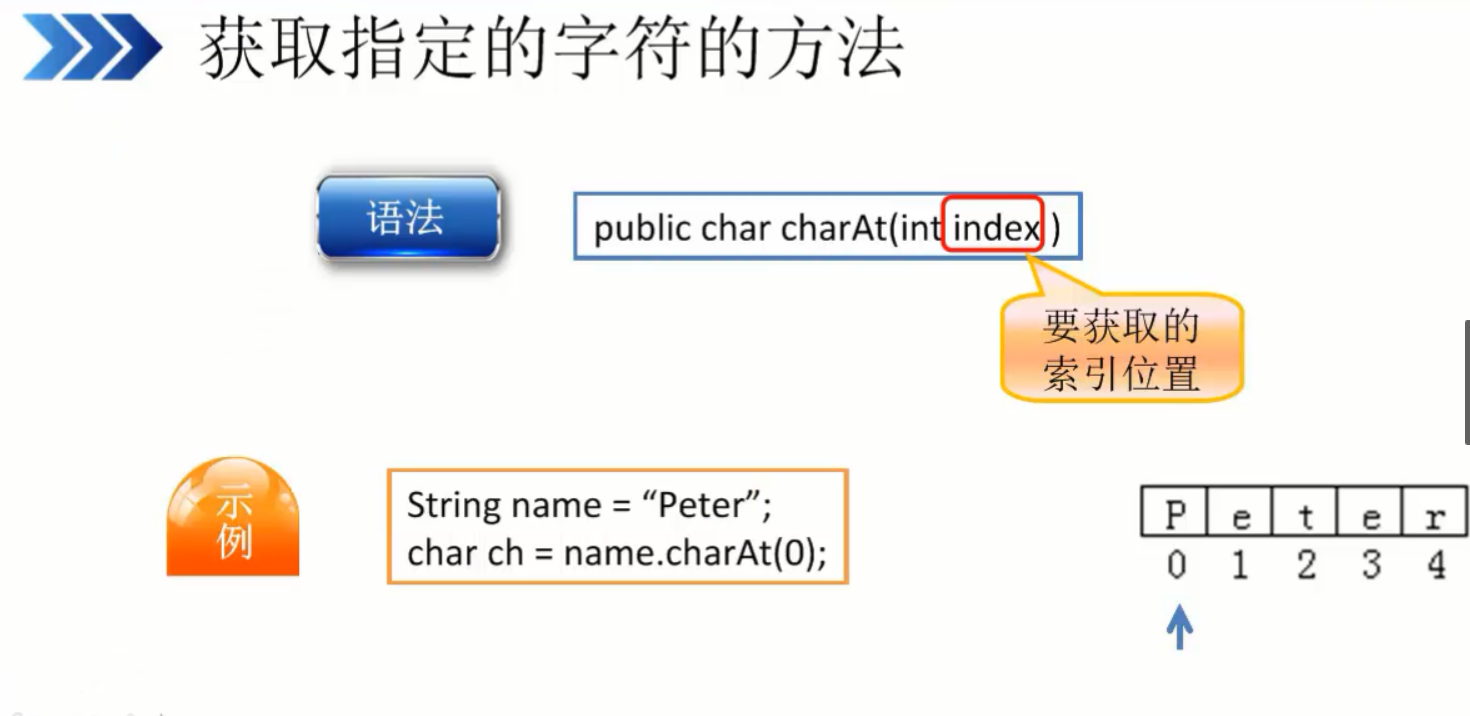 获取指定的字符的方法
语法
public char charAt(int index )
要获取的
索引位置
示
例
String name = “Peter”;
char ch = name.charAt(0);
P e t e r
0 1 2 3 4